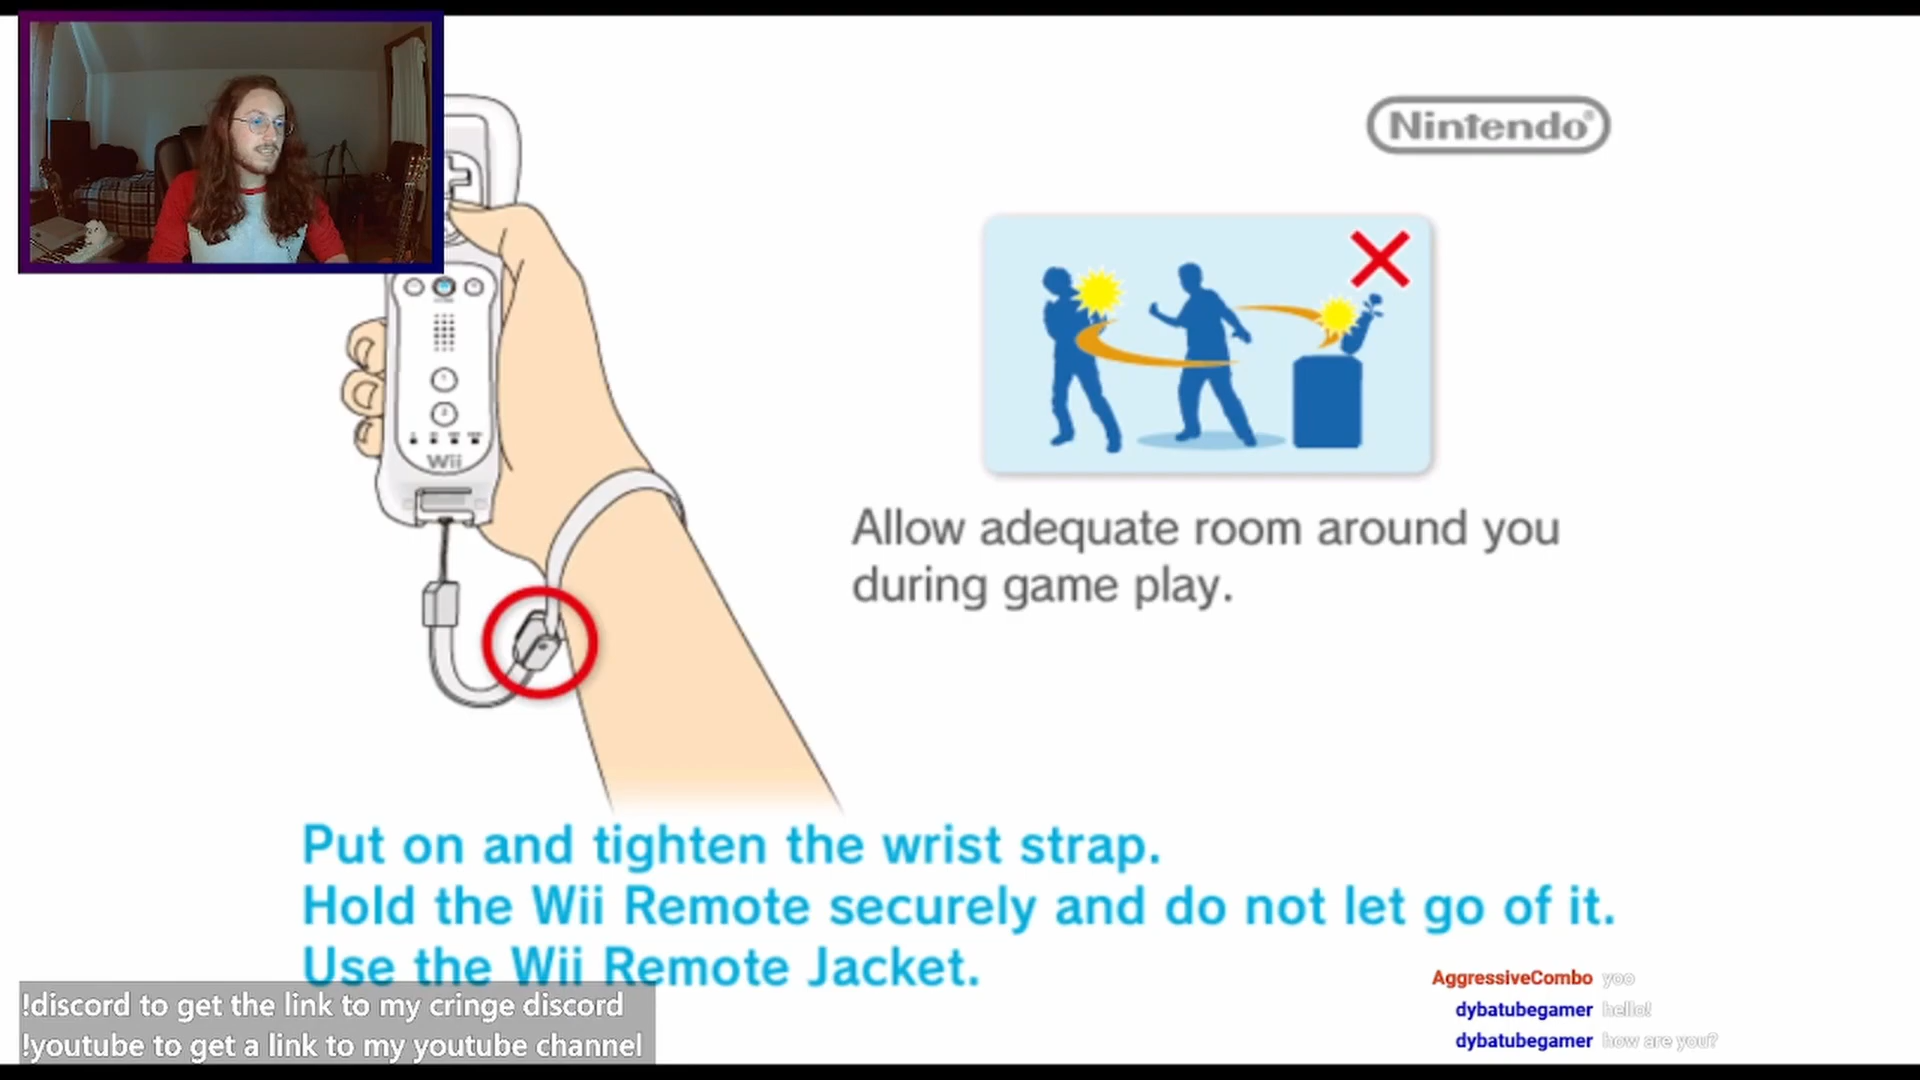 Nintendo®
Wii
Allow adequate room around you
during game play.
Put on and tighten the wrist strap.
Hold the Wii Remote securely and do not let go of it.
Use the Wii Remote Jacket.
!discord to get the link to my cringe discord
!youtube to get a link to my youtube channel
AggressiveCombo yoo
dybatubegamer hello!
dybatubegamer how are you?